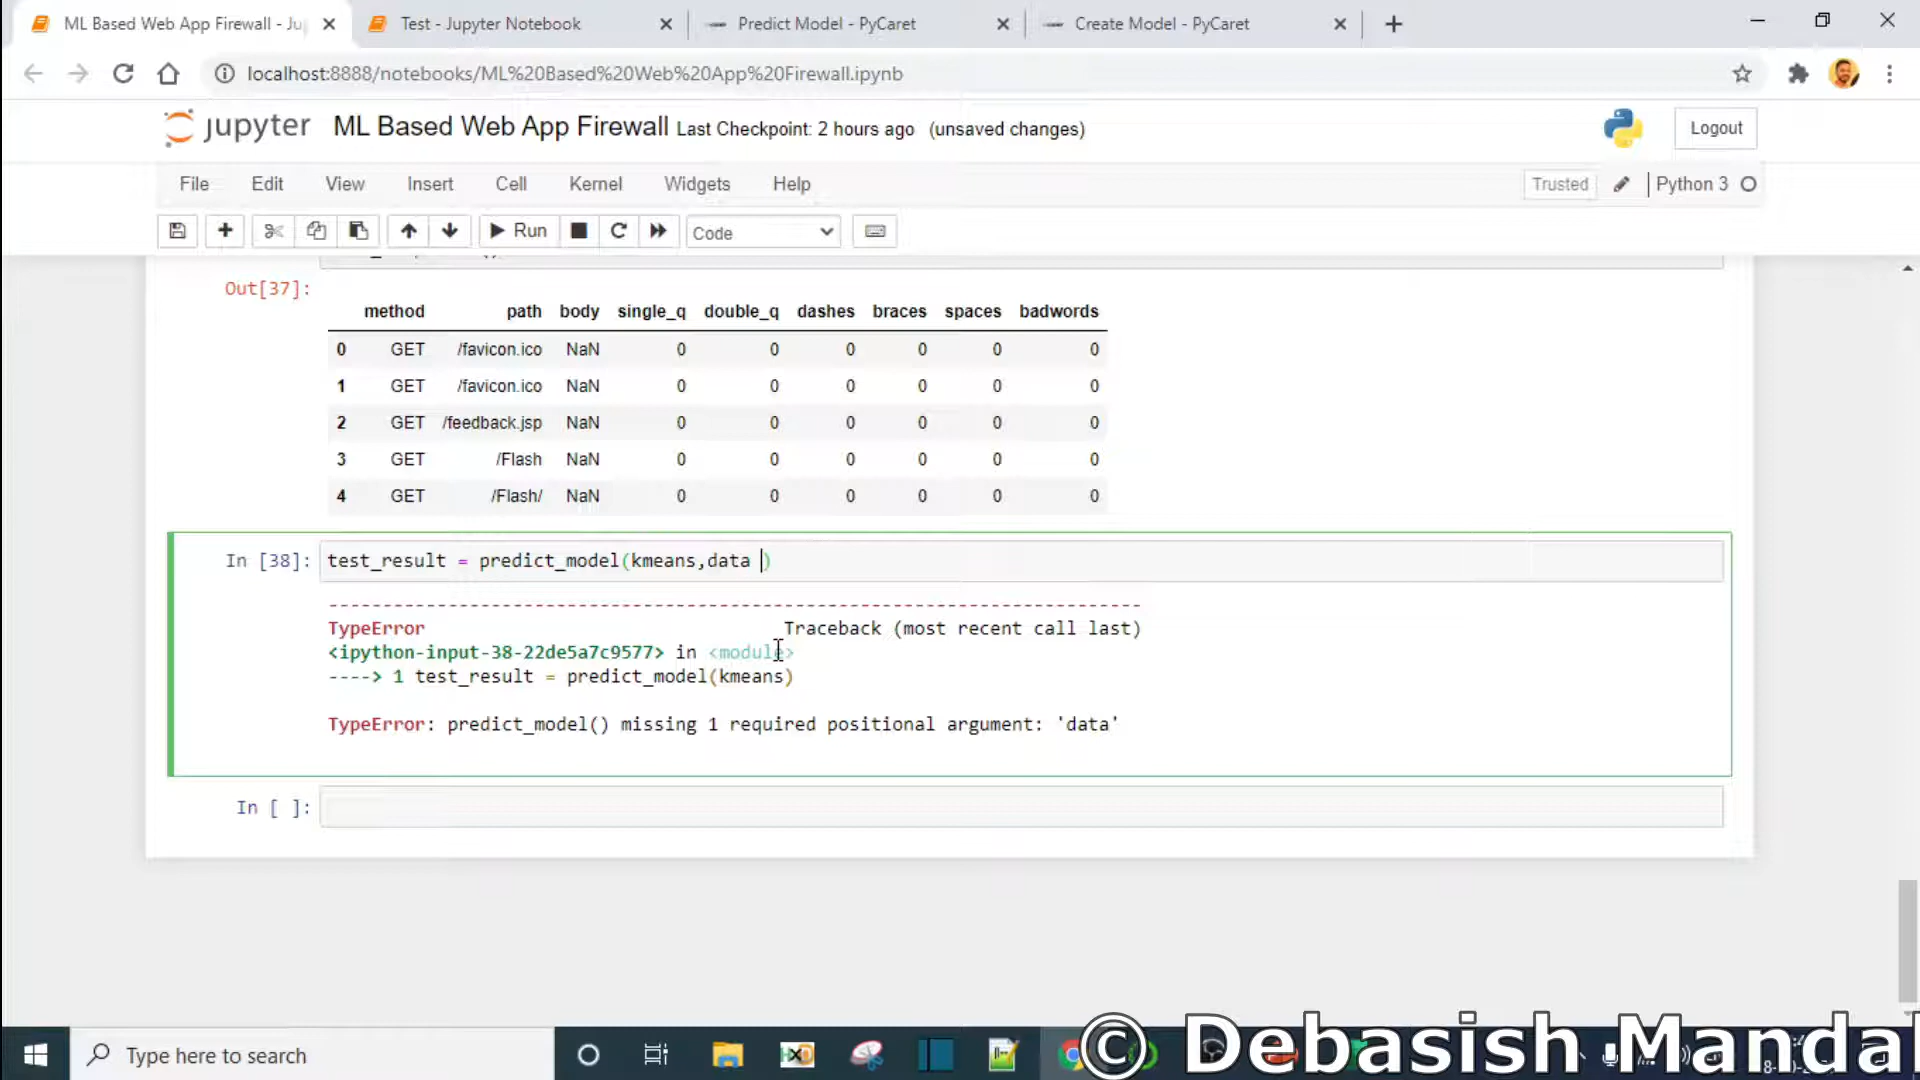 ML Based Web App Firewall - Ju
Test - Jupyter Notebook
Predict Model - PyCaret
Create Model - PyCaret
localhost:8888/notebooks/ML%20Based%20Web%20App%20Firewall.ipynb
jupyter ML Based Web App Firewall Last Checkpoint: 2 hours ago (unsaved changes)
Logout
File Edit View Insert Cell Kernel Widgets Help
Trusted Python 3
Run Code
Out[37]:
method path body single_q double_q dashes braces spaces badwords
0 GET /favicon.ico NaN 0 0 0 0 0 0
1 GET /favicon.ico NaN 0 0 0 0 0 0
2 GET /feedback.jsp NaN 0 0 0 0 0 0
3 GET /Flash NaN 0 0 0 0 0 0
4 GET /Flash/ NaN 0 0 0 0 0 0
In [38]: test_result = predict_model(kmeans,data )
---------------------------------------------------------------------------
TypeError Traceback (most recent call last)
<ipython-input-38-22de5a7c9577> in <module>
----> 1 test_result = predict_model(kmeans)
TypeError: predict_model() missing 1 required positional argument: 'data'
In [ ]:
Type here to search
© Debasish Mandal